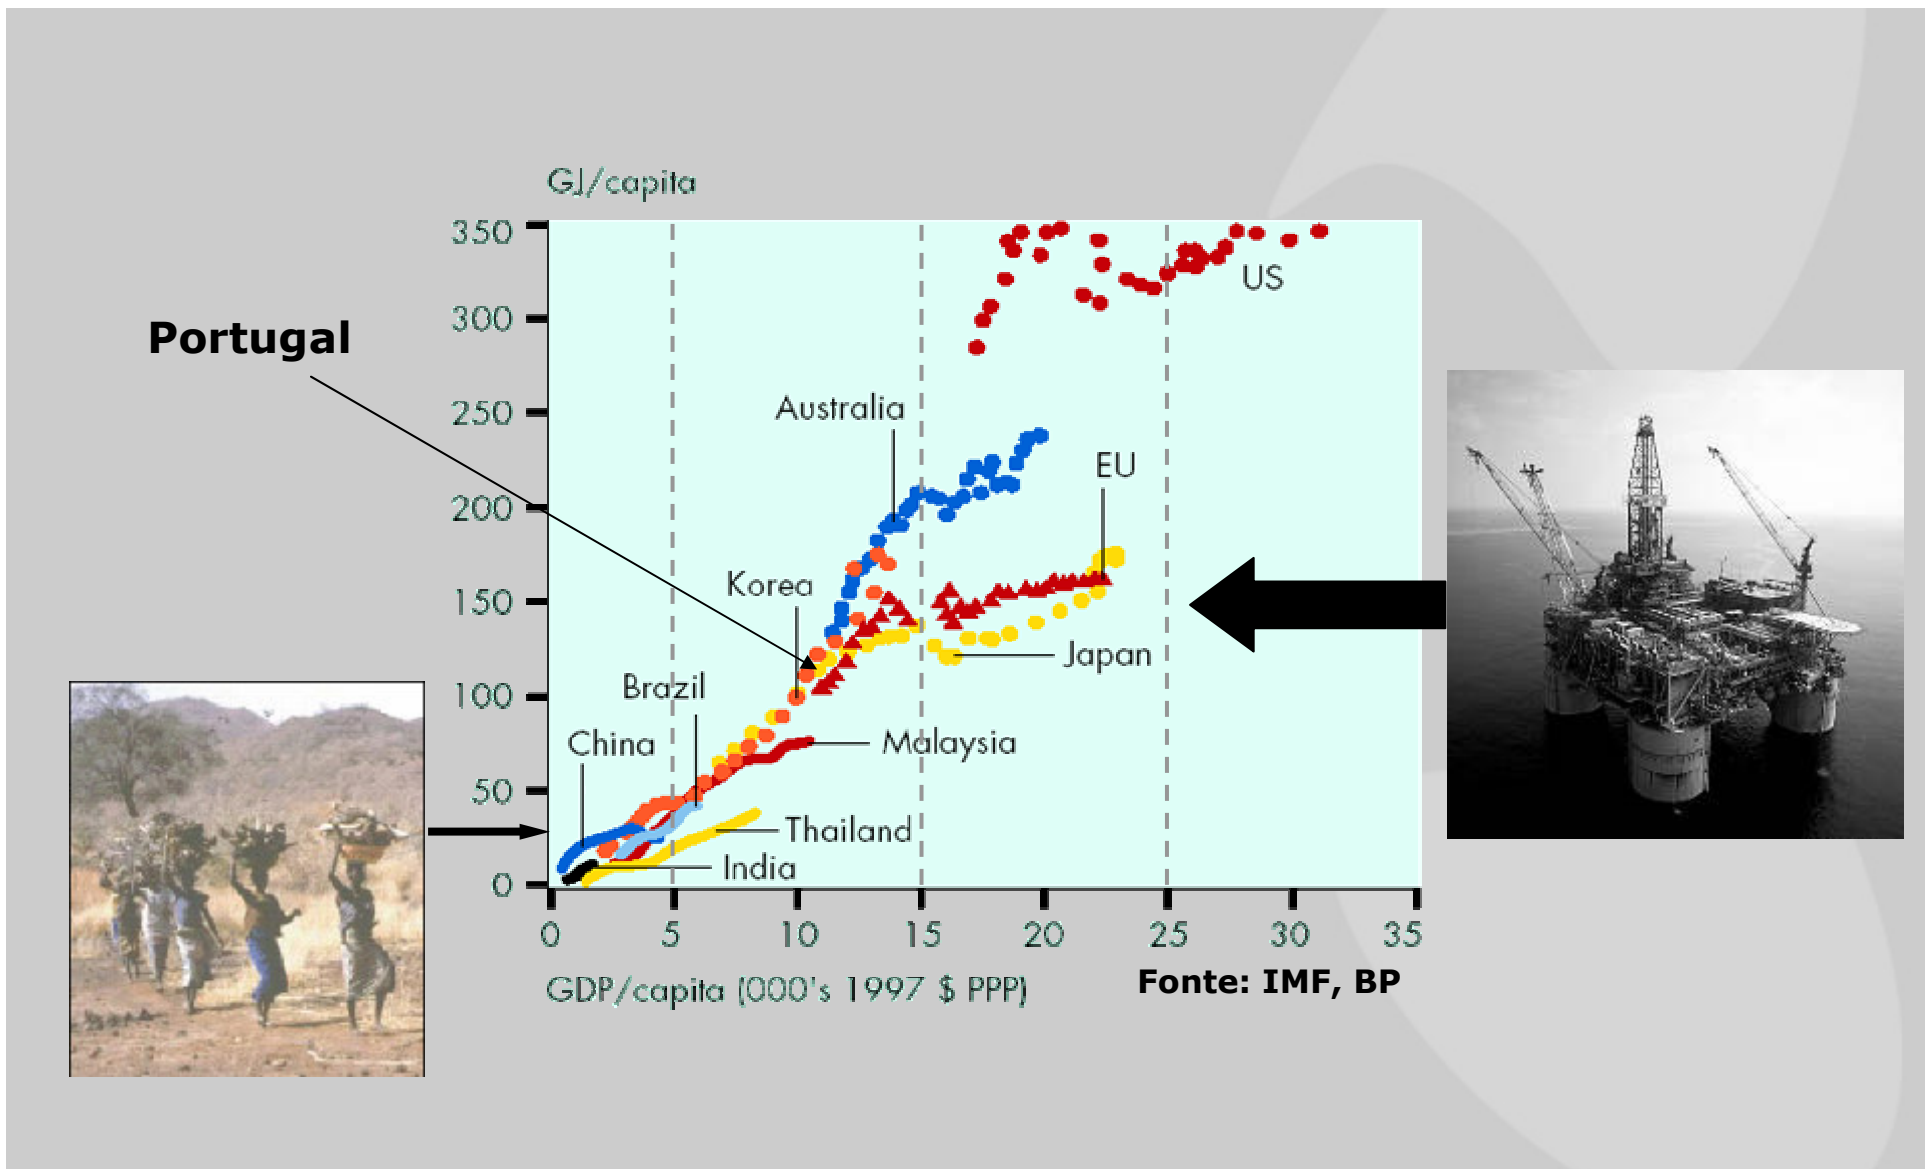 GJ/capita
350
300
250
200
150
100
50
0
Portugal
US
Australia
EU
Korea
Japan
Brazil
China
Malaysia
Thailand
India
0 5 10 15 20 25 30 35
GDP/capita (000's 1997 $ PPP)
Fonte: IMF, BP